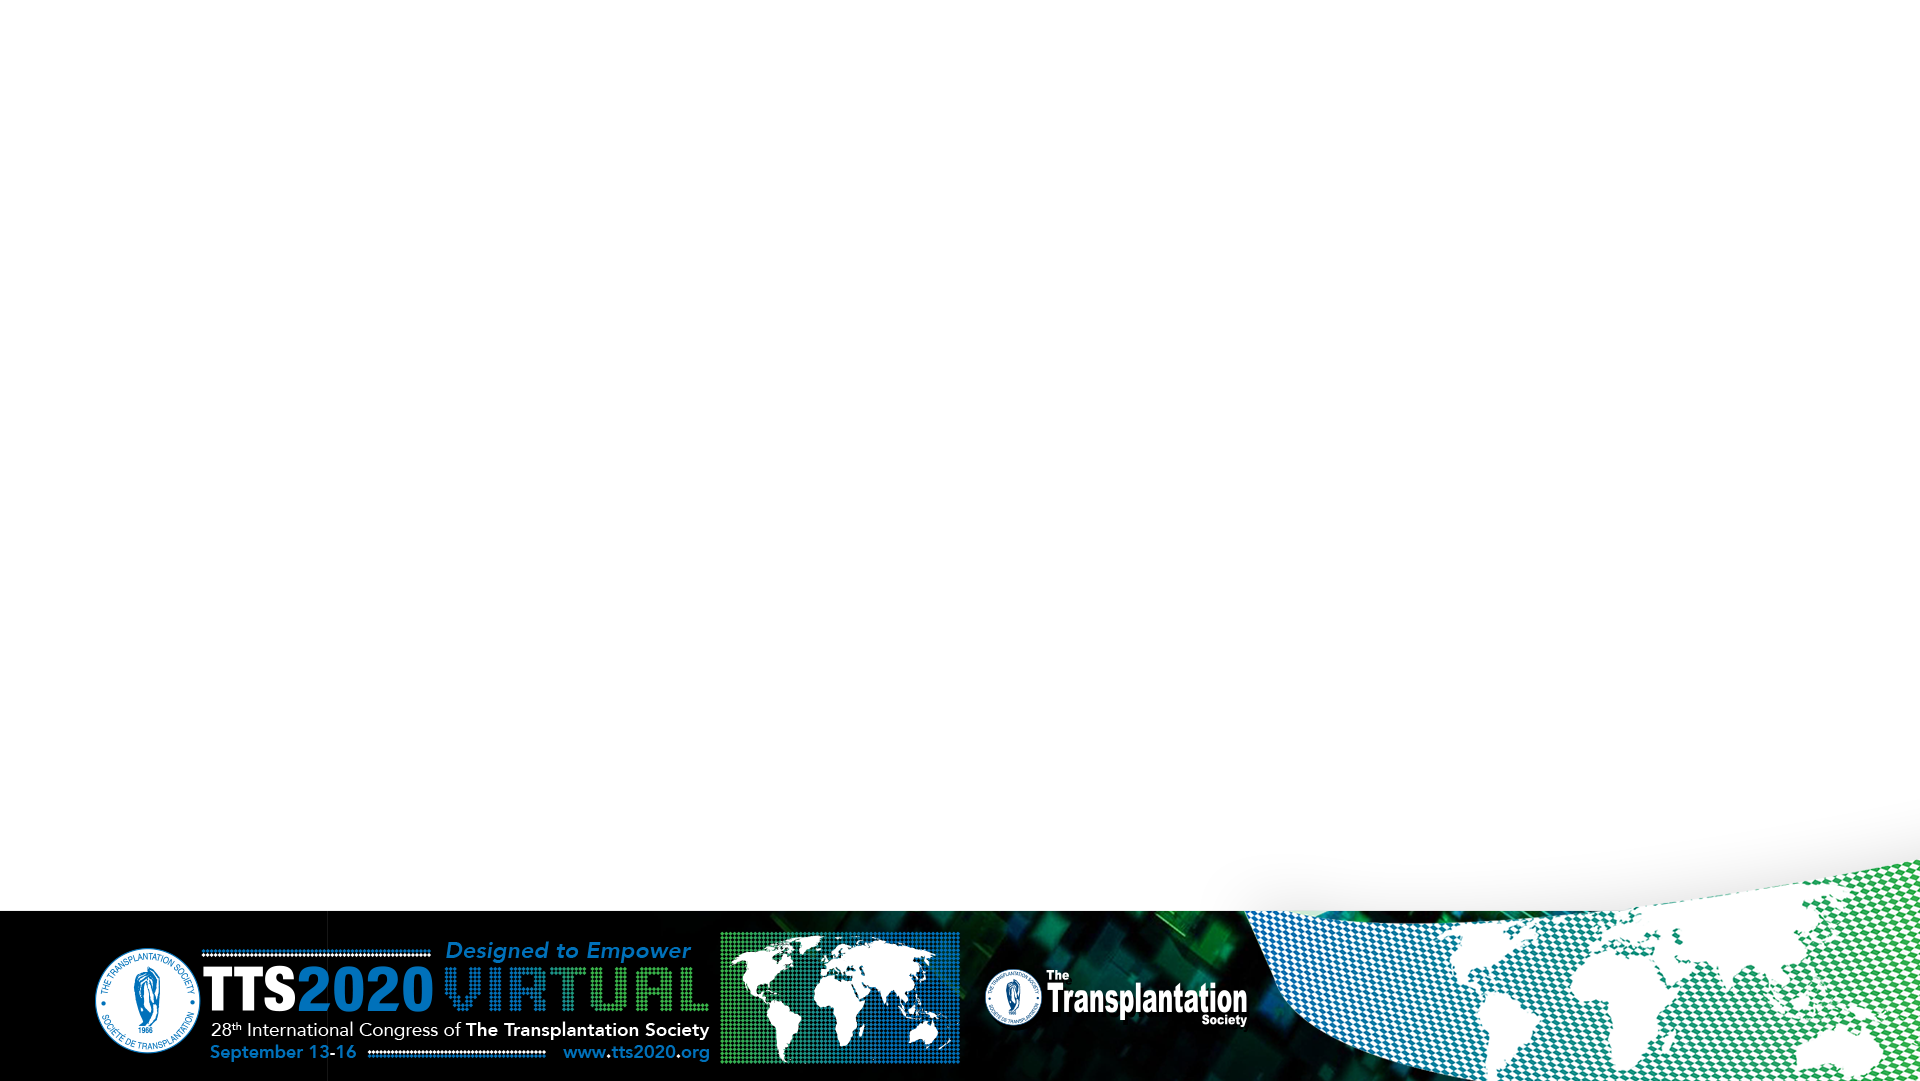 THE TRANSPLANTATION SOCIETY
1966
SOCIÉTÉ DE TRANSPLANTATION
Designed to Empower
TTS2020 VIRTUAL
28th International Congress of The Transplantation Society
September 13-16
www.tts2020.org
The
Transplantation
Society